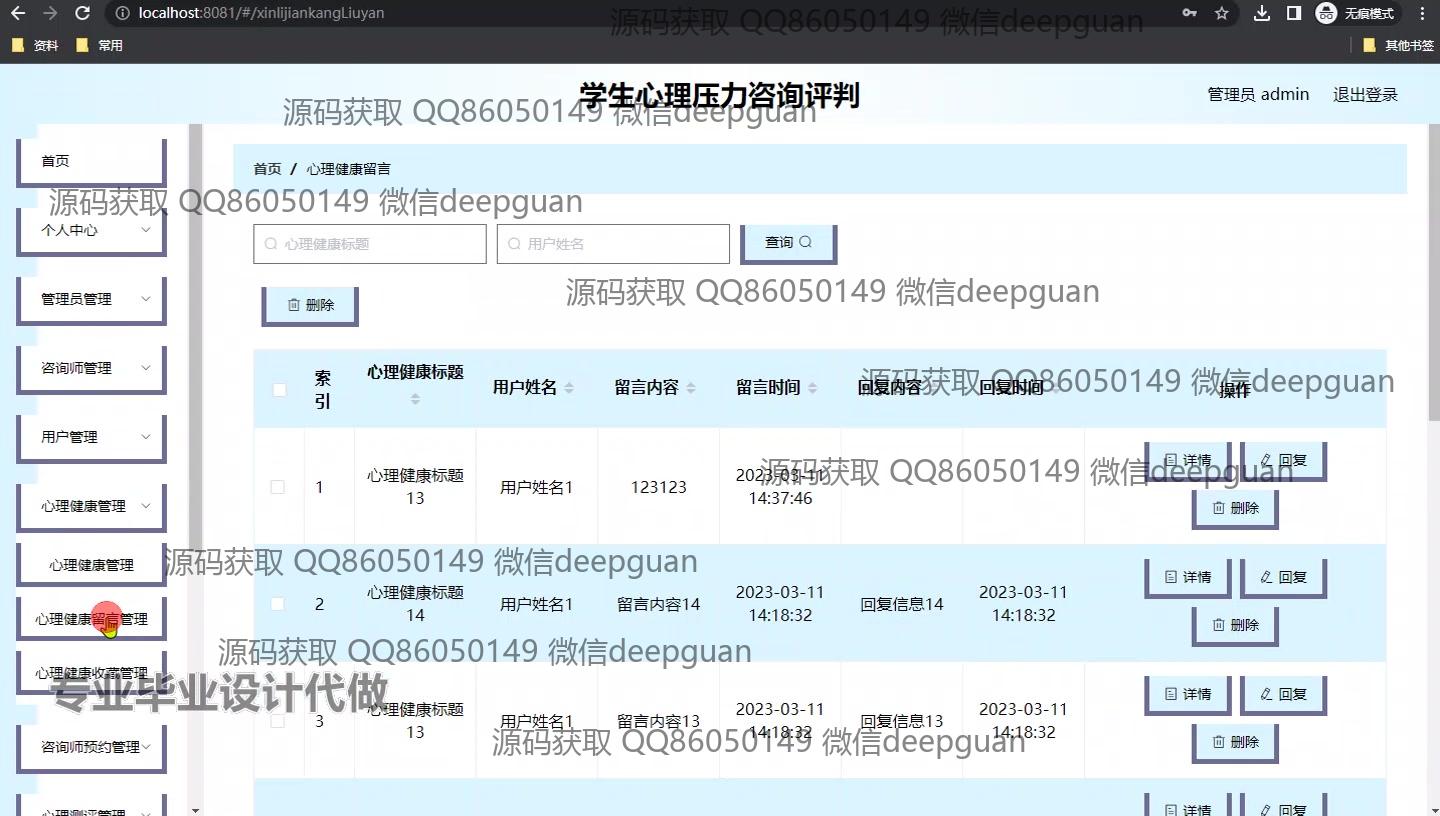 localhost:8081/#/xinlijiankangLiuyan
无痕模式
资料
常用
其他书签
源码获取 QQ86050149 微信deepguan
学生心理压力咨询评判
管理员 admin
退出登录
源码获取 QQ86050149 微信deepguan
首页
首页 / 心理健康留言
源码获取 QQ86050149 微信deepguan
个人中心
心理健康标题
用户姓名
查询
管理员管理
删除
源码获取 QQ86050149 微信deepguan
咨询师管理
索引
心理健康标题
用户姓名
留言内容
留言时间
回复内容
回复时间
操作
源码获取 QQ86050149 微信deepguan
用户管理
1
心理健康标题13
用户姓名1
123123
2023-03-11 14:37:46
详情
回复
删除
源码获取 QQ86050149 微信deepguan
心理健康管理
心理健康管理
源码获取 QQ86050149 微信deepguan
2
心理健康标题14
用户姓名1
留言内容14
2023-03-11 14:18:32
回复信息14
2023-03-11 14:18:32
详情
回复
删除
心理健康留言管理
源码获取 QQ86050149 微信deepguan
心理健康收藏管理
专业毕业设计代做
3
心理健康标题13
用户姓名1
留言内容13
2023-03-11 14:18:32
回复信息13
2023-03-11 14:18:32
详情
回复
删除
源码获取 QQ86050149 微信deepguan
咨询师预约管理
心理测评管理
详情
回复